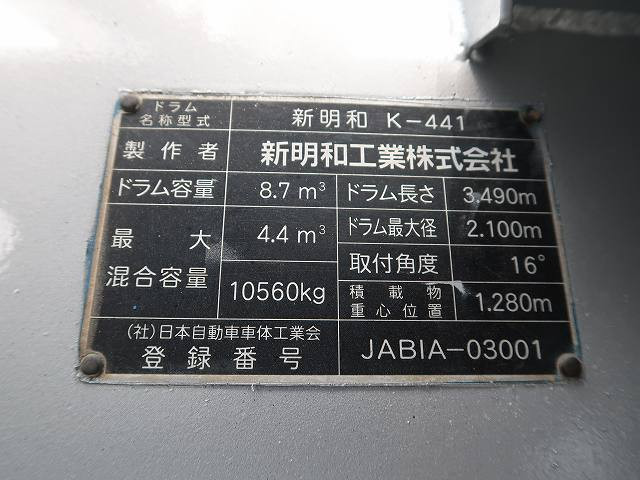 ドラム
名称型式
新明和 K-441
製作者
新明和工業株式会社
ドラム容量
8.7 m³
ドラム長さ
3.490m
最大
混合容量
4.4 m³
10560kg
ドラム最大径
2.100m
取付角度
16°
積載物
重心位置
1.280m
(社)日本自動車車体工業会
登録番号
JABIA-03001